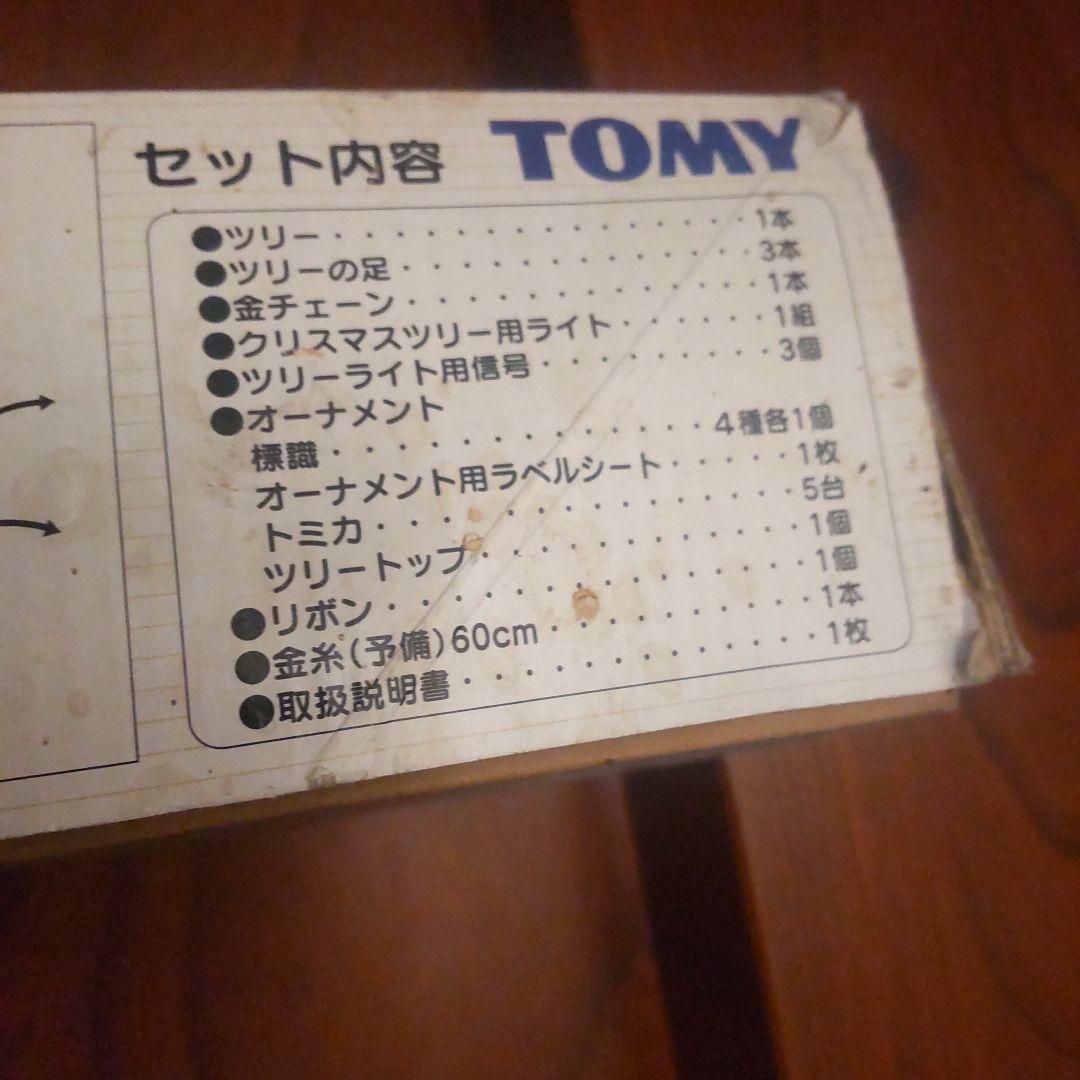 セット内容 TOMY
●ツリー・・・・・・・・・・・・・・1本
●ツリーの足・・・・・・・・・・・・3本
●金チェーン・・・・・・・・・・・・1本
●クリスマスツリー用ライト・・・・・1組
●ツリーライト用信号・・・・・・・・3個
●オーナメント
標識・・・・・・・・・・・・4種各1個
オーナメント用ラベルシート・・・・・1枚
トミカ・・・・・・・・・・・・・・5台
ツリートップ・・・・・・・・・・・1個
●リボン・・・・・・・・・・・・・・1個
●金糸(予備)60cm・・・・・・・・・1本
●取扱説明書・・・・・・・・・・・・1枚